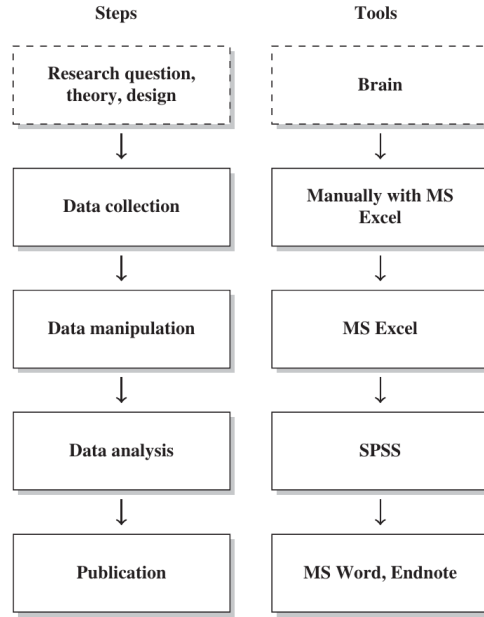 Steps
Tools
Research question,
theory, design
Brain
Data collection
Manually with MS
Excel
Data manipulation
MS Excel
Data analysis
SPSS
Publication
MS Word, Endnote